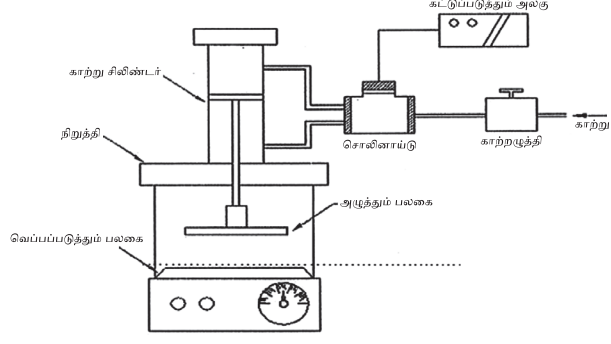 கட்டுப்படுத்தும் அலகு
காற்று சிலிண்டர்
காற்று
சொலினாய்டு
காற்றழுத்தி
நிறுத்தி
அழுத்தும் பலகை
வெப்பப்படுத்தும் பலகை